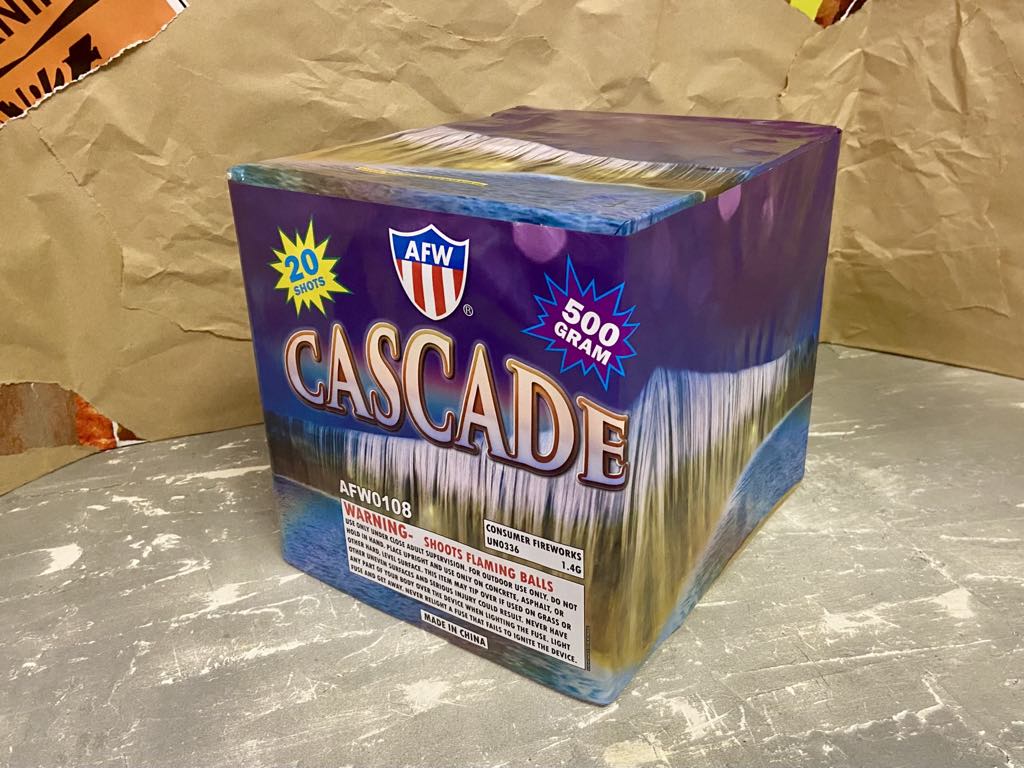 20
SHOTS
AFW
®
500
GRAM
CASCADE
AFW0108
CONSUMER FIREWORKS
UN0336 1.4G
WARNING- SHOOTS FLAMING BALLS
USE ONLY UNDER CLOSE ADULT SUPERVISION. FOR OUTDOOR USE ONLY. DO NOT
HOLD IN HAND. PLACE UPRIGHT AND USE ONLY ON CONCRETE, ASPHALT, OR
OTHER HARD, LEVEL SURFACE. THIS ITEM MAY TIP OVER IF USED ON GRASS OR
OTHER UNEVEN SURFACES AND SERIOUS INJURY COULD RESULT. NEVER HAVE
ANY PART OF YOUR BODY OVER THE DEVICE WHEN LIGHTING THE FUSE. LIGHT
FUSE AND GET AWAY. NEVER RELIGHT A FUSE THAT FAILS TO IGNITE THE DEVICE.
MADE IN CHINA